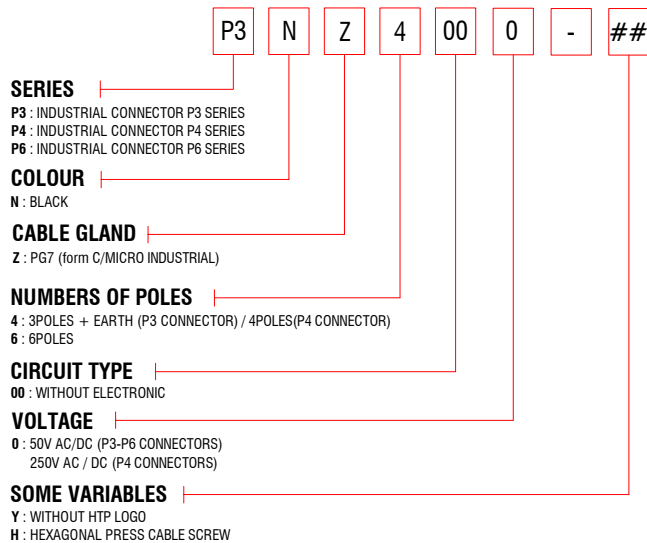 P3 N Z 4 00 0 - ##
SERIES
P3 : INDUSTRIAL CONNECTOR P3 SERIES
P4 : INDUSTRIAL CONNECTOR P4 SERIES
P6 : INDUSTRIAL CONNECTOR P6 SERIES
COLOUR
N : BLACK
CABLE GLAND
Z : PG7 (form C/MICRO INDUSTRIAL)
NUMBERS OF POLES
4 : 3POLES + EARTH (P3 CONNECTOR) / 4POLES(P4 CONNECTOR)
6 : 6POLES
CIRCUIT TYPE
00 : WITHOUT ELECTRONIC
VOLTAGE
0 : 50V AC/DC (P3-P6 CONNECTORS)
250V AC / DC (P4 CONNECTORS)
SOME VARIABLES
Y : WITHOUT HTP LOGO
H : HEXAGONAL PRESS CABLE SCREW